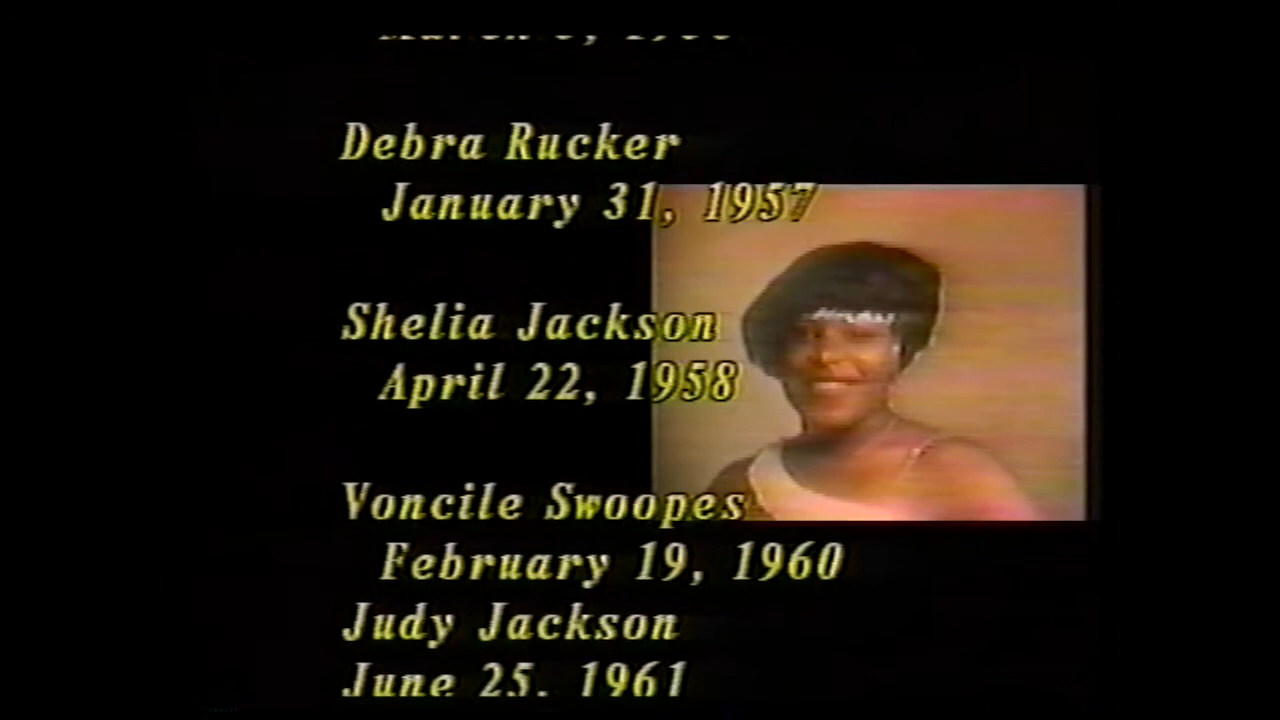 Debra Rucker
January 31, 1957
Shelia Jackson
April 22, 1958
Voncile Swoopes
February 19, 1960
Judy Jackson
June 25, 1961